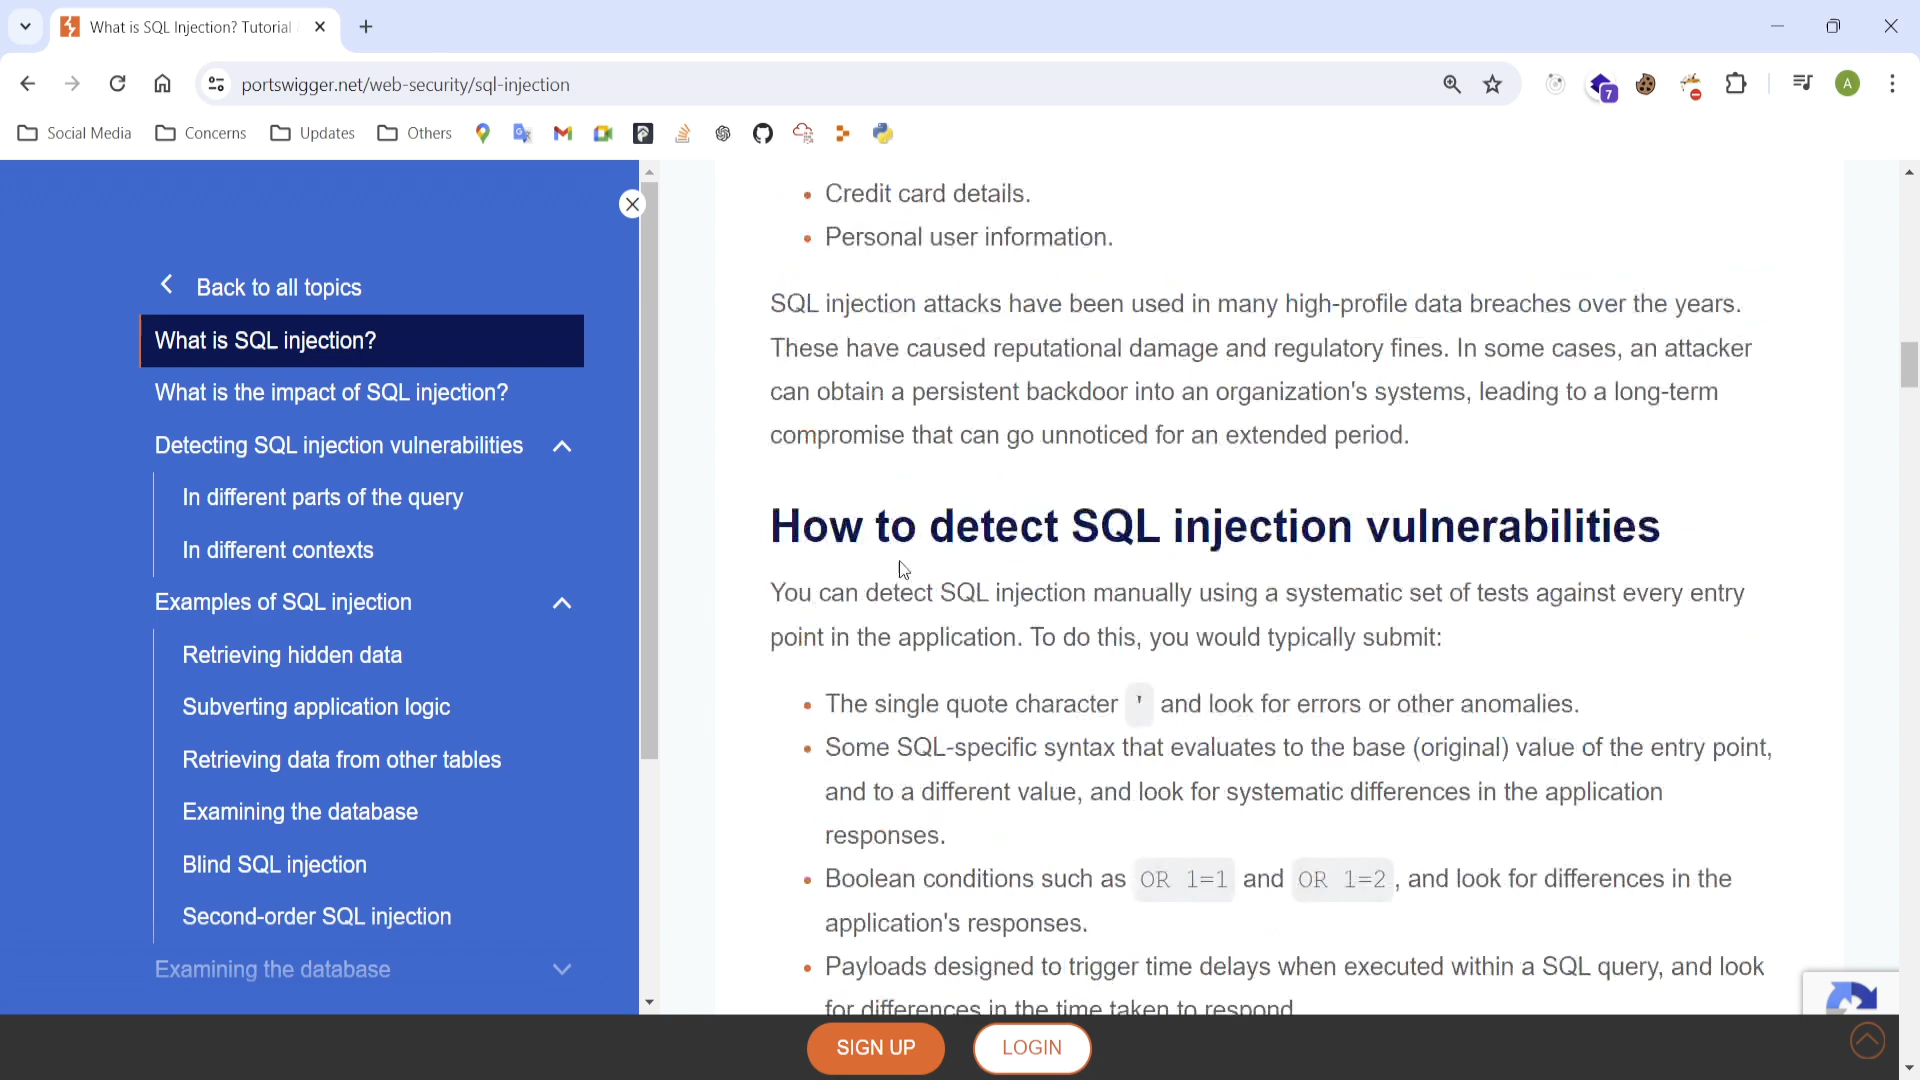 What is SQL Injection? Tutorial
portswigger.net/web-security/sql-injection
7
A
Social Media
Concerns
Updates
Others
Back to all topics
What is SQL injection?
What is the impact of SQL injection?
Detecting SQL injection vulnerabilities
In different parts of the query
In different contexts
Examples of SQL injection
Retrieving hidden data
Subverting application logic
Retrieving data from other tables
Examining the database
Blind SQL injection
Second-order SQL injection
Examining the database
Credit card details.
Personal user information.
SQL injection attacks have been used in many high-profile data breaches over the years.
These have caused reputational damage and regulatory fines. In some cases, an attacker
can obtain a persistent backdoor into an organization's systems, leading to a long-term
compromise that can go unnoticed for an extended period.
How to detect SQL injection vulnerabilities
You can detect SQL injection manually using a systematic set of tests against every entry
point in the application. To do this, you would typically submit:
The single quote character ' and look for errors or other anomalies.
Some SQL-specific syntax that evaluates to the base (original) value of the entry point,
and to a different value, and look for systematic differences in the application
responses.
Boolean conditions such as OR 1=1 and OR 1=2, and look for differences in the
application's responses.
Payloads designed to trigger time delays when executed within a SQL query, and look
for differences in the time taken to respond
SIGN UP
LOGIN